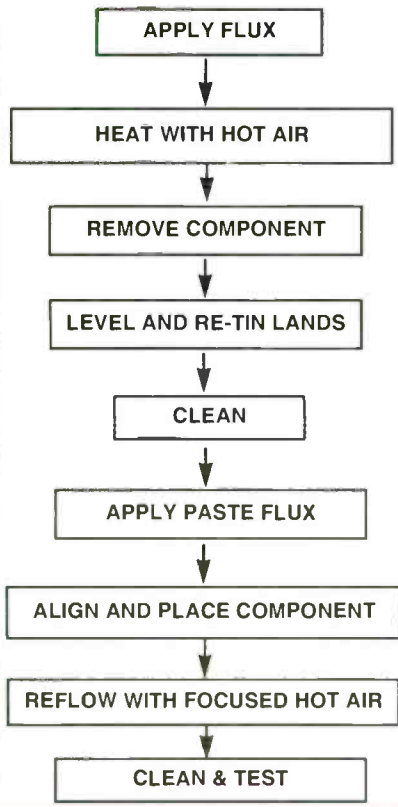 APPLY FLUX
HEAT WITH HOT AIR
REMOVE COMPONENT
LEVEL AND RE-TIN LANDS
CLEAN
APPLY PASTE FLUX
ALIGN AND PLACE COMPONENT
REFLOW WITH FOCUSED HOT AIR
CLEAN & TEST